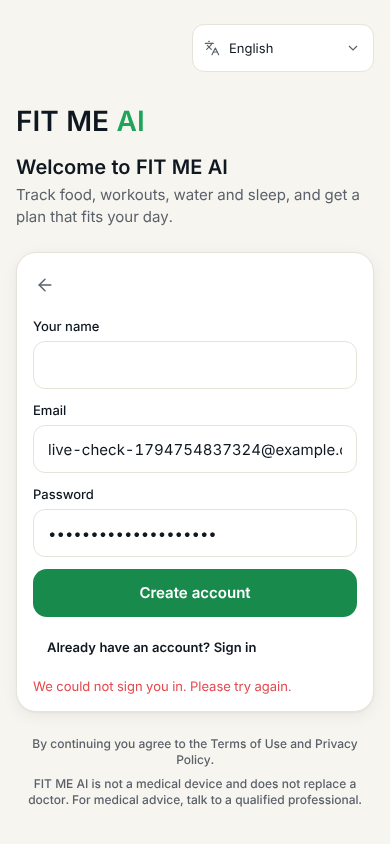 English
FIT ME AI
Welcome to FIT ME AI
Track food, workouts, water and sleep, and get a
plan that fits your day.
Your name
Email
live-check-1794754837324@example.c
Password
••••••••••••••••••••
Create account
Already have an account? Sign in
We could not sign you in. Please try again.
By continuing you agree to the Terms of Use and Privacy
Policy.
FIT ME AI is not a medical device and does not replace a
doctor. For medical advice, talk to a qualified professional.